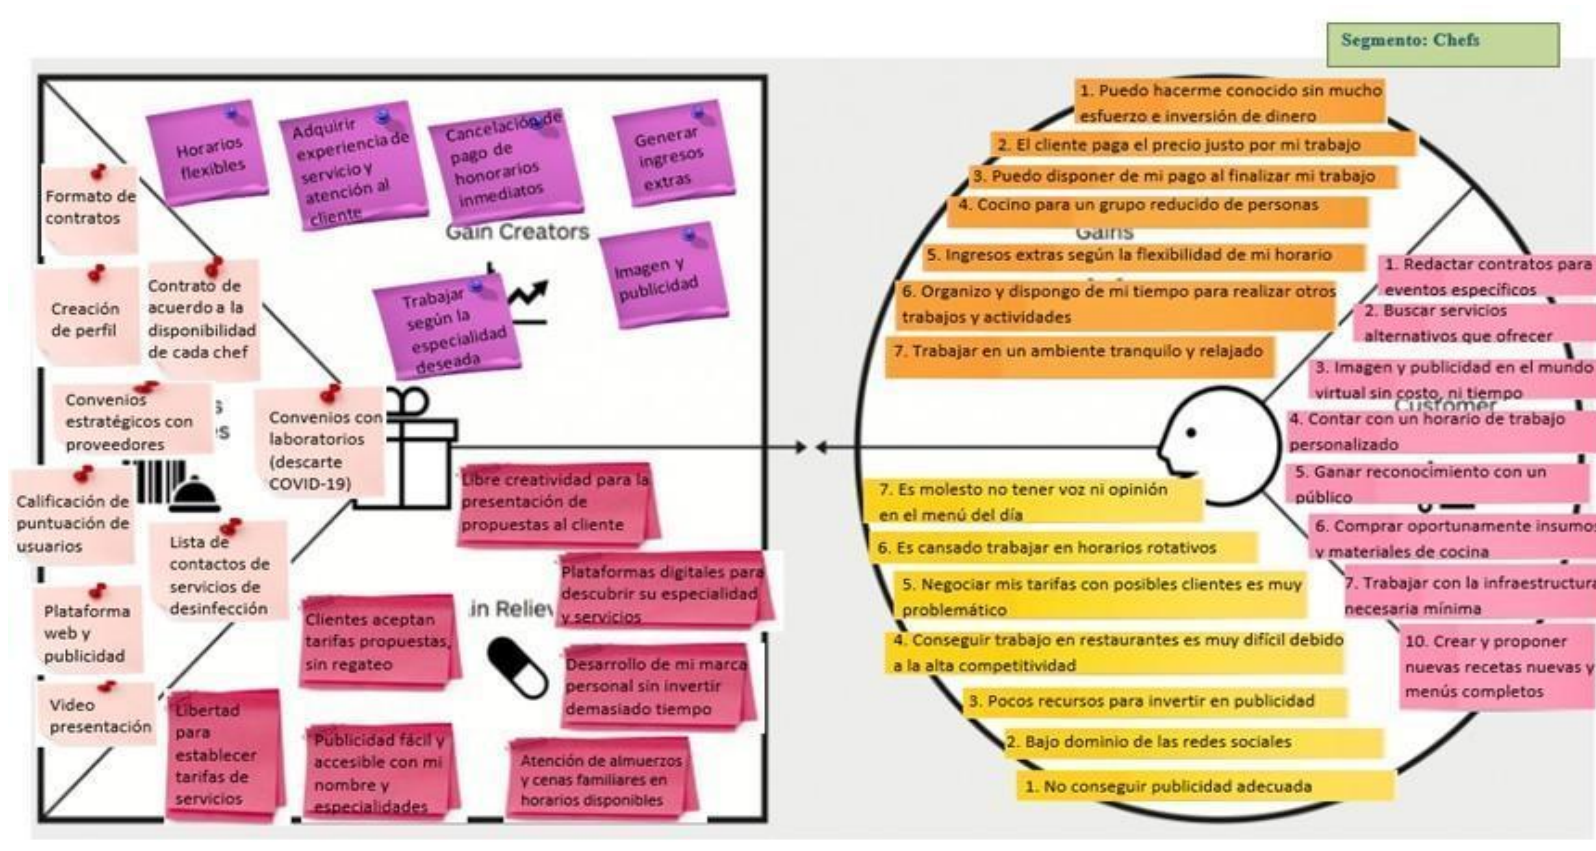 Segmento: Chefs
Horarios
flexibles
Adquirir
experiencia de
servicio y
atención al
cliente
Cancelación de
pago de
honorarios
inmediatos
Generar
ingresos
extras
Gain Creators
Trabajar
según la
especialidad
deseada
Imagen y
publicidad
Formato de
contratos
Creación
de perfil
Contrato de
acuerdo a la
disponibilidad
de cada chef
Convenios
estratégicos con
proveedores
Convenios con
laboratorios
(descarte
COVID-19)
Calificación de
puntuación de
usuarios
Lista de
contactos de
servicios de
desinfección
Plataforma
web y
publicidad
Video
presentación
Libre creatividad para la
presentación de
propuestas al cliente
Plataformas digitales para
descubrir su especialidad
y servicios
Clientes aceptan
tarifas propuestas,
sin regateo
Desarrollo de mi marca
personal sin invertir
demasiado tiempo
Libertad
para
establecer
tarifas de
servicios
Publicidad fácil y
accesible con mi
nombre y
especialidades
Atención de almuerzos
y cenas familiares en
horarios disponibles
1. Puedo hacerme conocido sin mucho
esfuerzo e inversión de dinero
2. El cliente paga el precio justo por mi trabajo
3. Puedo disponer de mi pago al finalizar mi trabajo
4. Cocino para un grupo reducido de personas
Gains
5. Ingresos extras según la flexibilidad de mi horario
6. Organizo y dispongo de mi tiempo para realizar otros
trabajos y actividades
7. Trabajar en un ambiente tranquilo y relajado
1. Redactar contratos para
eventos específicos
2. Buscar servicios
alternativos que ofrecer
3. Imagen y publicidad en el mundo
virtual sin costo, ni tiempo
Customer
4. Contar con un horario de trabajo
personalizado
5. Ganar reconocimiento con un
público
6. Comprar oportunamente insumos
y materiales de cocina
7. Trabajar con la infraestructura
necesaria mínima
10. Crear y proponer
nuevas recetas nuevas y
menús completos
7. Es molesto no tener voz ni opinión
en el menú del día
6. Es cansado trabajar en horarios rotativos
5. Negociar mis tarifas con posibles clientes es muy
problemático
4. Conseguir trabajo en restaurantes es muy difícil debido
a la alta competitividad
3. Pocos recursos para invertir en publicidad
2. Bajo dominio de las redes sociales
1. No conseguir publicidad adecuada